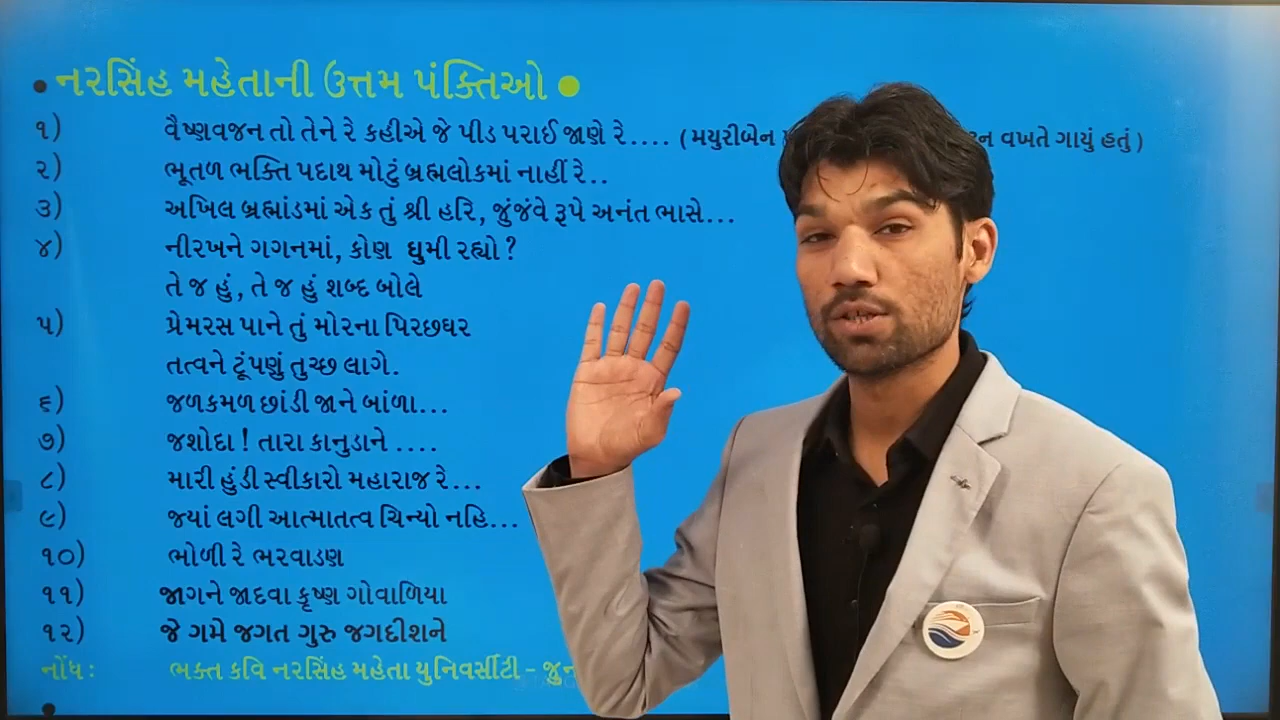 નરસિંહ મહેતાની ઉત્તમ પંક્તિઓ
૧) વૈષ્ણવજન તો તેને રે કહીએ જે પીડ પરાઈ જાણે રે.... ( મયુરીબેન ન વખતે ગાયું હતું )
૨) ભૂતળ ભક્તિ પદાથ મોટું બ્રહ્મલોકમાં નાહીં રે..
૩) અખિલ બ્રહ્માંડમાં એક તું શ્રી હરિ, જુંજંવે રૂપે અનંત ભાસે...
૪) નીરખને ગગનમાં, કોણ ઘુમી રહ્યો ?
તે જ હું, તે જ હું શબ્દ બોલે
૫) પ્રેમરસ પાને તું મોરના પિરછઘર
તત્વને ટૂંપણું તુચ્છ લાગે.
૬) જળકમળ છાંડી જાને બાંળા...
૭) જશોદા ! તારા કાનુડાને ....
૮) મારી હુંડી સ્વીકારો મહારાજ રે...
૯) જયાં લગી આત્માતત્વ ચિન્યો નહિ...
૧૦) ભોળી રે ભરવાડણ
૧૧) જાગને જાદવા કૃષ્ણ ગોવાળિયા
૧૨) જે ગમે જગત ગુરુ જગદીશને
નોંધ : ભક્ત કવિ નરસિંહ મહેતા યુનિવર્સીટી -